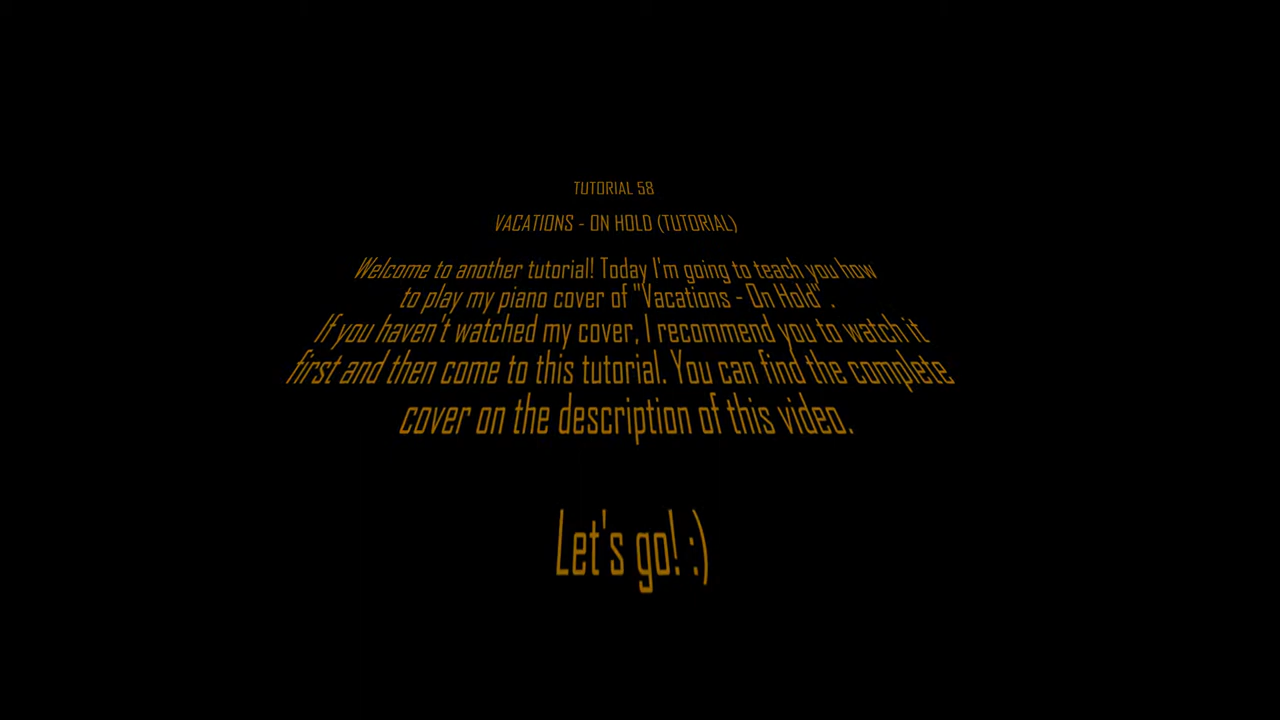 TUTORIAL 58
VACATIONS - ON HOLD (TUTORIAL)
Welcome to another tutorial! Today I'm going to teach you how
to play my piano cover of "Vacations - On Hold" .
If you haven't watched my cover, I recommend you to watch it
first and then come to this tutorial. You can find the complete
cover on the description of this video.
Let's go! :)